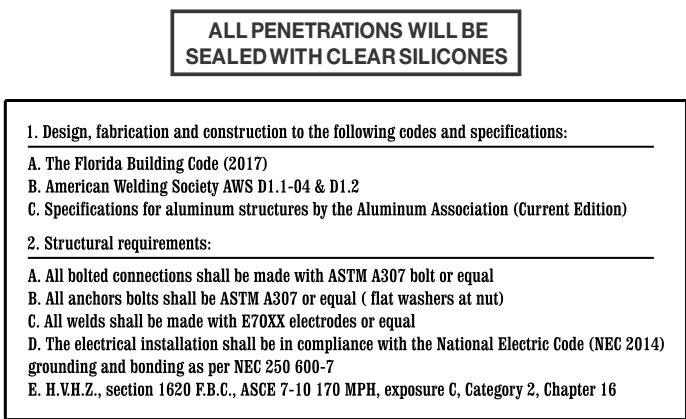 ALL PENETRATIONS WILL BE
SEALED WITH CLEAR SILICONES
1. Design, fabrication and construction to the following codes and specifications:
A. The Florida Building Code (2017)
B. American Welding Society AWS D1.1-04 & D1.2
C. Specifications for aluminum structures by the Aluminum Association (Current Edition)
2. Structural requirements:
A. All bolted connections shall be made with ASTM A307 bolt or equal
B. All anchors bolts shall be ASTM A307 or equal ( flat washers at nut)
C. All welds shall be made with E70XX electrodes or equal
D. The electrical installation shall be in compliance with the National Electric Code (NEC 2014)
grounding and bonding as per NEC 250 600-7
E. H.V.H.Z., section 1620 F.B.C., ASCE 7-10 170 MPH, exposure C, Category 2, Chapter 16